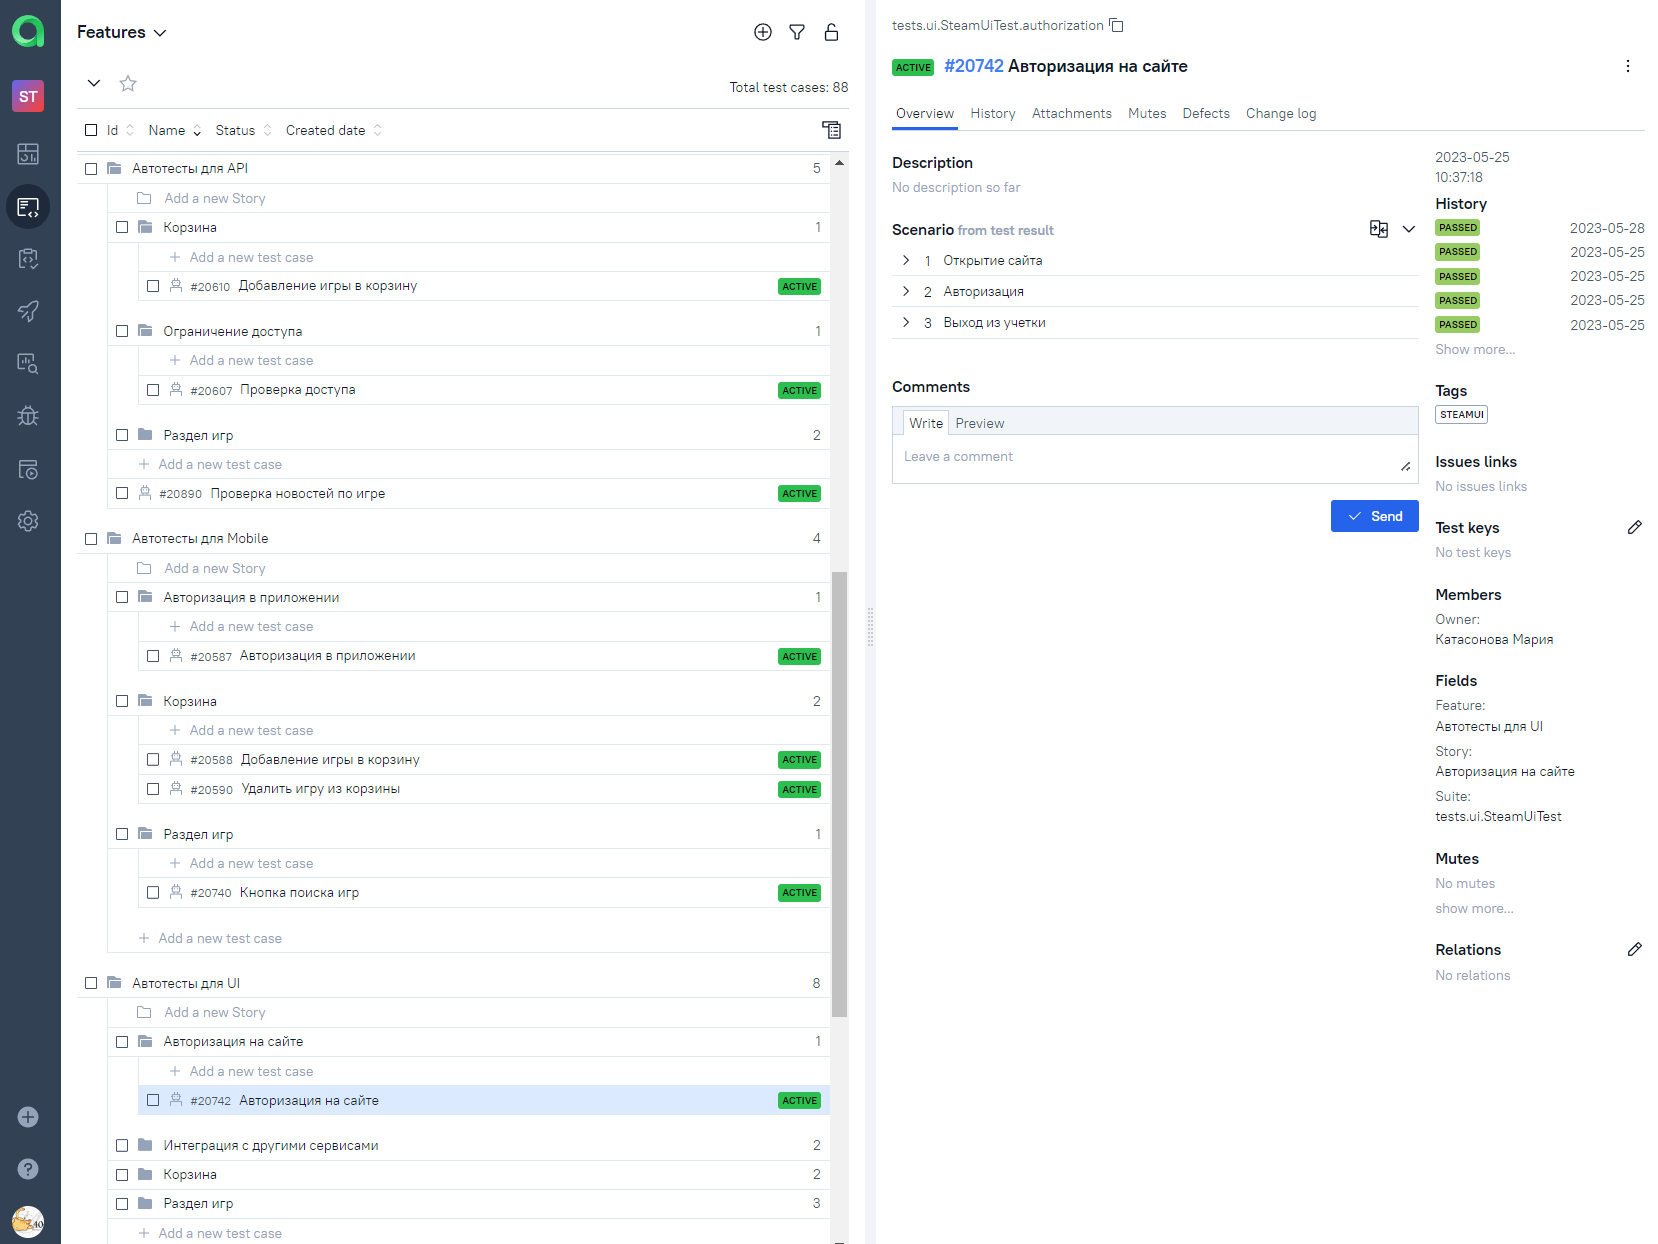 Features
ST
Total test cases: 88
Id Name Status Created date
Автотесты для API 5
Add a new Story
Корзина 1
Add a new test case
#20610 Добавление игры в корзину ACTIVE
Ограничение доступа 1
Add a new test case
#20607 Проверка доступа ACTIVE
Раздел игр 2
Add a new test case
#20890 Проверка новостей по игре ACTIVE
Автотесты для Mobile 4
Add a new Story
Авторизация в приложении 1
Add a new test case
#20587 Авторизация в приложении ACTIVE
Корзина 2
Add a new test case
#20588 Добавление игры в корзину ACTIVE
#20590 Удалить игру из корзины ACTIVE
Раздел игр 1
Add a new test case
#20740 Кнопка поиска игр ACTIVE
Add a new test case
Автотесты для UI 8
Add a new Story
Авторизация на сайте 1
Add a new test case
#20742 Авторизация на сайте ACTIVE
Интеграция с другими сервисами 2
Корзина 2
Раздел игр 3
Add a new test case
tests.ui.SteamUiTest.authorization
ACTIVE #20742 Авторизация на сайте
Overview History Attachments Mutes Defects Change log
Description
No description so far
Scenario from test result
1 Открытие сайта
2 Авторизация
3 Выход из учетки
Comments
Write Preview
Leave a comment
Send
2023-05-25
10:37:18
History
PASSED 2023-05-28
PASSED 2023-05-25
PASSED 2023-05-25
PASSED 2023-05-25
PASSED 2023-05-25
Show more...
Tags
STEAMUI
Issues links
No issues links
Test keys
No test keys
Members
Owner:
Катасонова Мария
Fields
Feature:
Автотесты для UI
Story:
Авторизация на сайте
Suite:
tests.ui.SteamUiTest
Mutes
No mutes
show more...
Relations
No relations